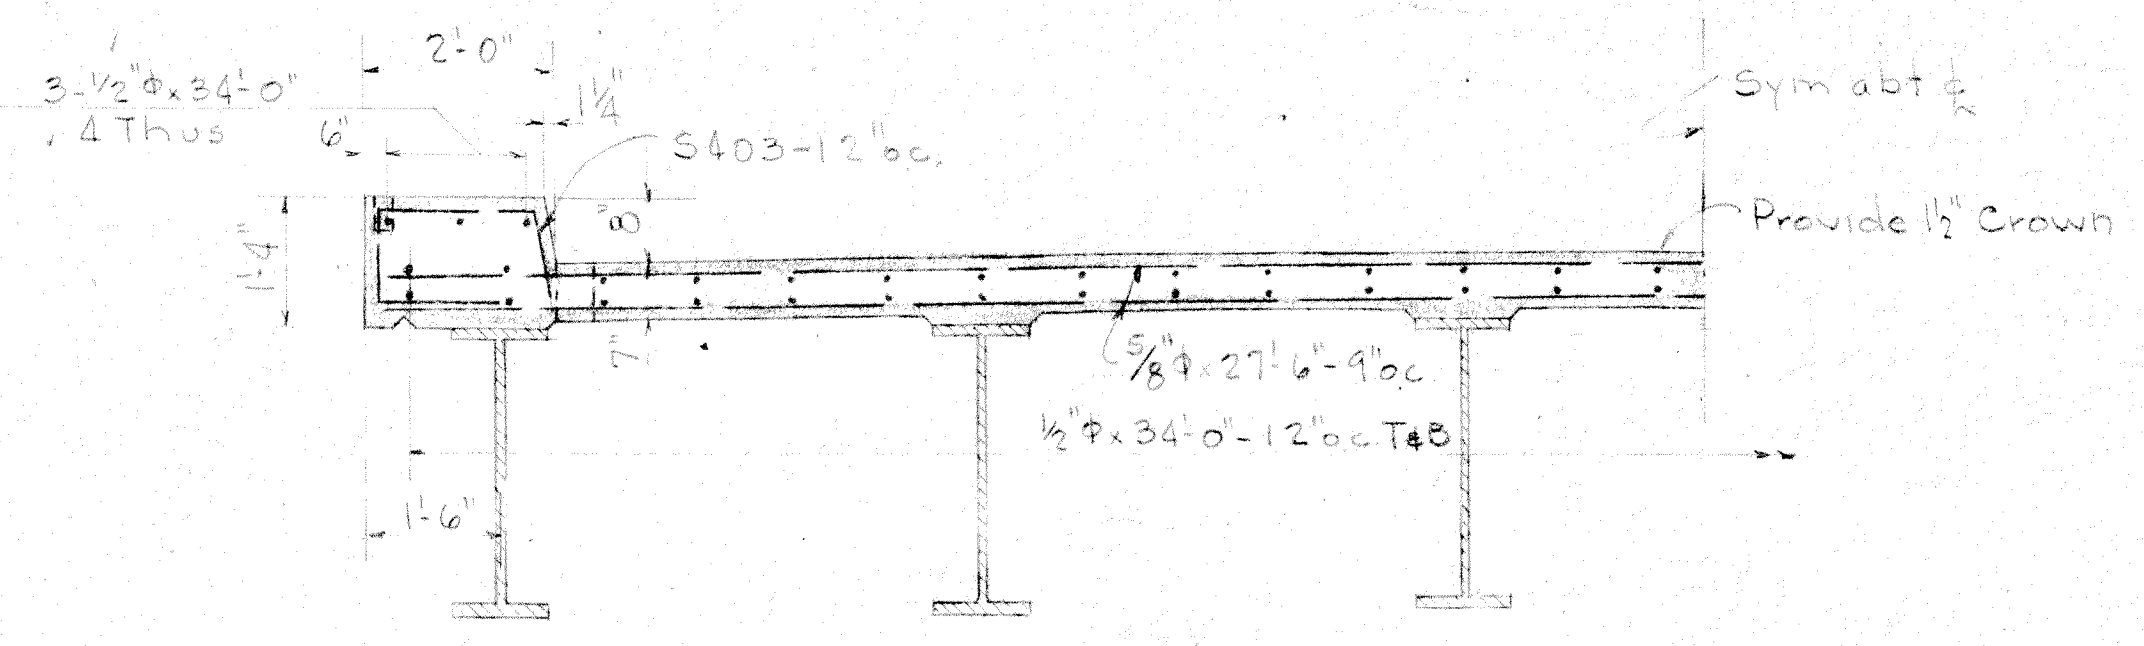 2'-0"
3-1/2"φ x 34'-0"
4 Thus
6"
1 1/4"
S403-12"o.c.
Sym abt ℄
8"
1'-4"
Provide 1 1/2" Crown
7"
5/8"φ x 27'-6"-9"o.c.
1/2"φ x 34'-0"-12"o.c. T&B
1'-6"